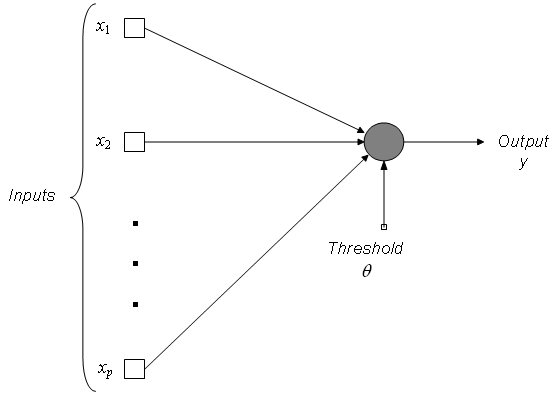 x1
x2
Inputs
xp
Threshold
θ
Output
y